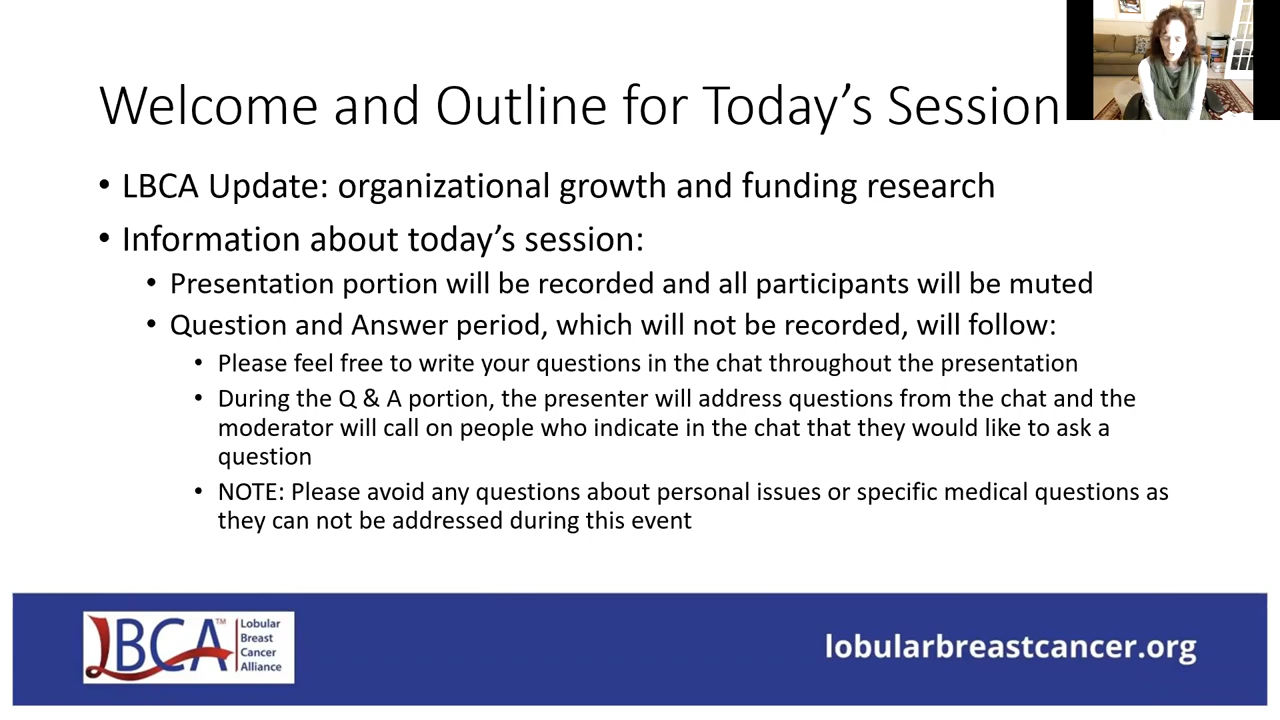 Welcome and Outline for Today’s Session
• LBCA Update: organizational growth and funding research
• Information about today’s session:
• Presentation portion will be recorded and all participants will be muted
• Question and Answer period, which will not be recorded, will follow:
• Please feel free to write your questions in the chat throughout the presentation
• During the Q & A portion, the presenter will address questions from the chat and the
moderator will call on people who indicate in the chat that they would like to ask a
question
• NOTE: Please avoid any questions about personal issues or specific medical questions as
they can not be addressed during this event
LBCA™
Lobular
Breast
Cancer
Alliance
lobularbreastcancer.org